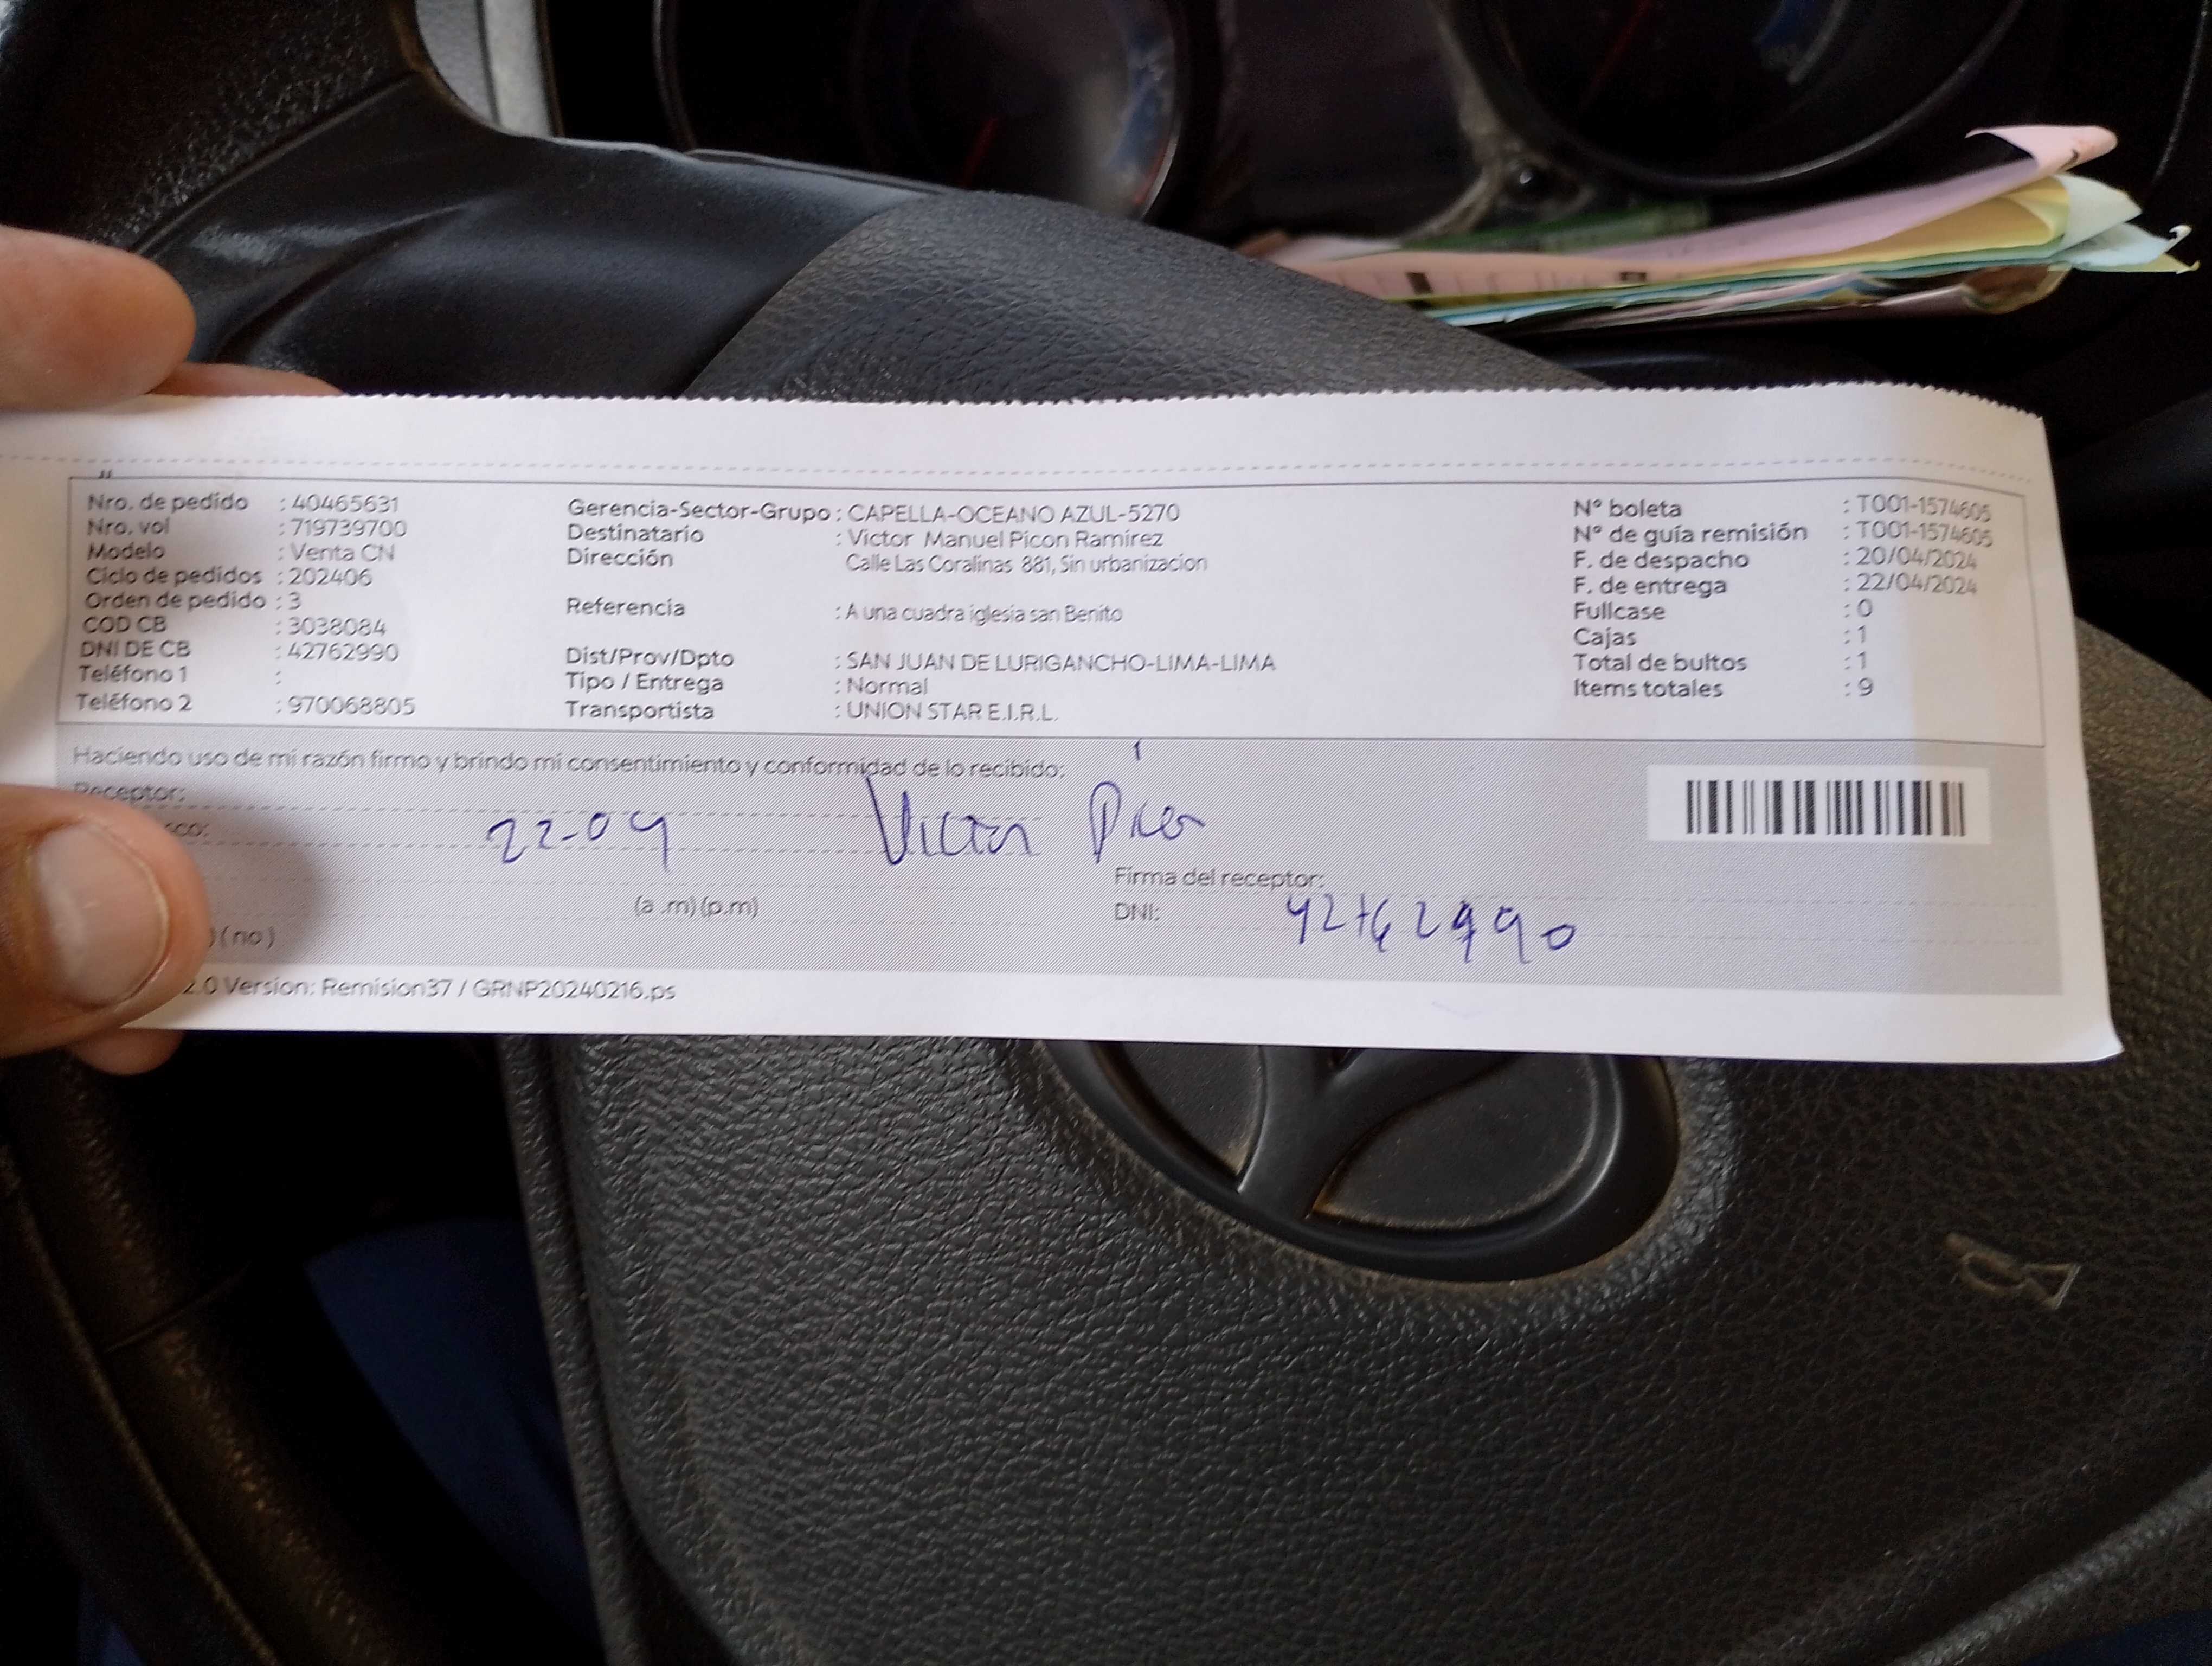 Nro. de pedido : 40465631
Nro. vol : 719739700
Modelo : Venta CN
Ciclo de pedidos : 202406
Orden de pedido : 3
COD CB : 3038084
DNI DE CB : 42762990
Teléfono 1 :
Teléfono 2 : 970068805
Gerencia-Sector-Grupo : CAPELLA-OCEANO AZUL-5270
Destinatario : Victor Manuel Picon Ramirez
Dirección Calle Las Coralinas 881, Sin urbanizacion
Referencia : A una cuadra iglesia san Benito
Dist/Prov/Dpto : SAN JUAN DE LURIGANCHO-LIMA-LIMA
Tipo / Entrega : Normal
Transportista : UNION STAR E.I.R.L.
N° boleta : T001-1574605
N° de guía remisión : T001-1574605
F. de despacho : 20/04/2024
F. de entrega : 22/04/2024
Fullcase : 0
Cajas : 1
Total de bultos : 1
Items totales : 9
Haciendo uso de mi razón firmo y brindo mi consentimiento y conformidad de lo recibido:
Receptor:
sco:
22-04 Victor Picon
Firma del receptor:
(a .m) (p.m) DNI: 42762990
) (no)
2.0 Version: Remision37 / GRNP20240216.ps